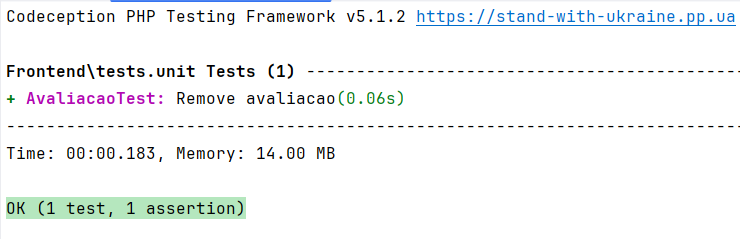 Codeception PHP Testing Framework v5.1.2 https://stand-with-ukraine.pp.ua
Frontend\tests.unit Tests (1) --------------------------------------------
+ AvaliacaoTest: Remove avaliacao(0.06s)
--------------------------------------------------------------------------
Time: 00:00.183, Memory: 14.00 MB
OK (1 test, 1 assertion)